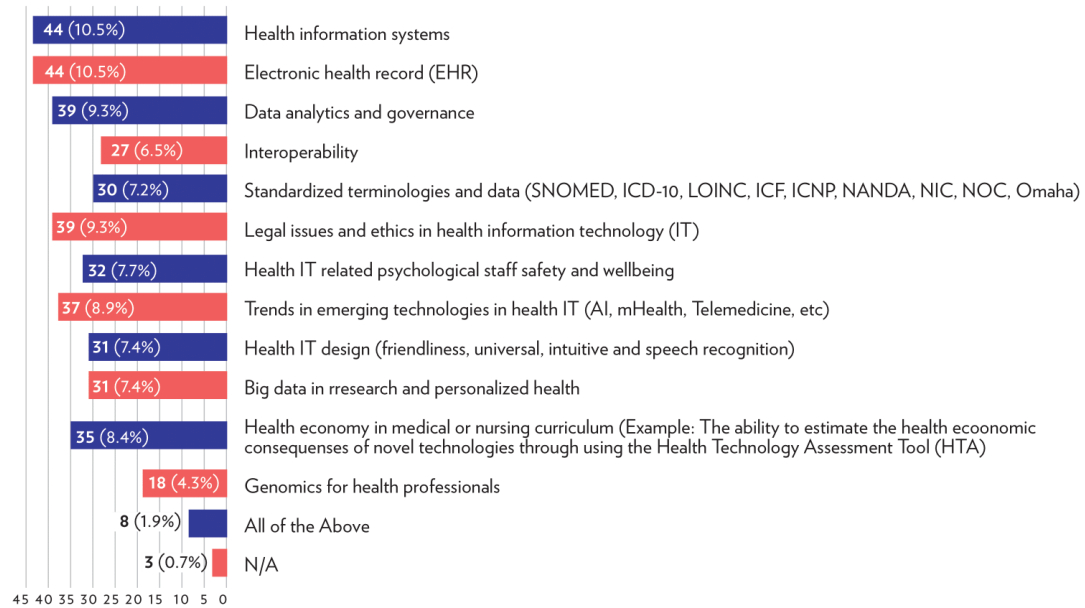 44 (10.5%) Health information systems
44 (10.5%) Electronic health record (EHR)
39 (9.3%) Data analytics and governance
27 (6.5%) Interoperability
30 (7.2%) Standardized terminologies and data (SNOMED, ICD-10, LOINC, ICF, ICNP, NANDA, NIC, NOC, Omaha)
39 (9.3%) Legal issues and ethics in health information technology (IT)
32 (7.7%) Health IT related psychological staff safety and wellbeing
37 (8.9%) Trends in emerging technologies in health IT (AI, mHealth, Telemedicine, etc)
31 (7.4%) Health IT design (friendliness, universal, intuitive and speech recognition)
31 (7.4%) Big data in rresearch and personalized health
35 (8.4%) Health economy in medical or nursing curriculum (Example: The ability to estimate the health ecoonomic
consequences of novel technologies through using the Health Technology Assessment Tool (HTA)
18 (4.3%) Genomics for health professionals
8 (1.9%) All of the Above
3 (0.7%) N/A
45 40 35 30 25 20 15 10 5 0